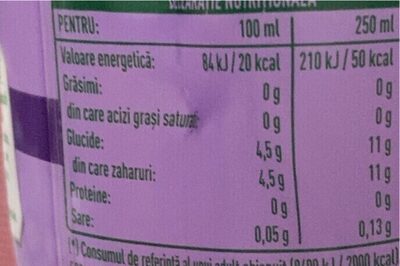 DECLARAȚIE NUTRIȚIONALĂ
PENTRU: 100 ml 250 ml
Valoare energetică: 84 kJ / 20 kcal 210 kJ / 50 kcal
Grăsimi: 0 g 0 g
din care acizi grași saturați: 0 g 0 g
Glucide: 4,5 g 11 g
din care zaharuri: 4,5 g 11 g
Proteine: 0 g 0 g
Sare: 0,05 g 0,13 g
(*) Consumul de referință al unui adult obișnuit (8400 kJ / 2000 kcal)